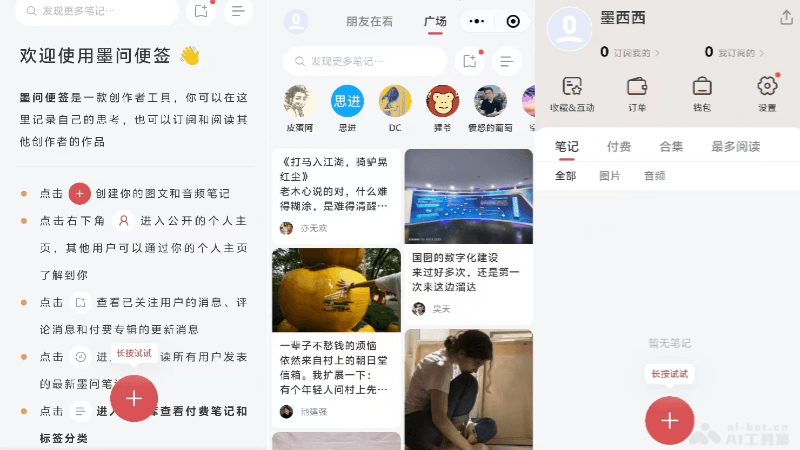 发现更多笔记…
欢迎使用墨问便签 👋
墨问便签是一款创作者工具，你可以在这
里记录自己的思考，也可以订阅和阅读其
他创作者的作品
点击 创建你的图文和音频笔记
点击右下角 进入公开的个人主
页，其他用户可以通过你的个人主页
了解到你
点击 查看已关注用户的消息、评
论消息和付费专辑的更新消息
点击 进 读所有用户发表
的最新墨问笔
长按试试
点击 进入 库查看付费笔记和
标签分类
朋友在看
广场
发现更多笔记…
皮蛋阿
思进
思进
DC
狸爷
愤怒的葡萄
《打马入江湖，骑驴晃
红尘》
老木心说的对，什么难
得糊涂，是难得清醒…
亦无欢
国图的数字化建设
来过好多次，还是第一
次来这边溜达
昊天
一辈子不愁钱的烦恼
依然来自村上的朝日堂
信箱。我扩展一下：
有个年轻人问村上先…
池建强
墨西西
0 订阅我的
0 我订阅的
收藏&互动
订单
钱包
设置
笔记
付费
合集
最多阅读
全部
图片
音频
暂无笔记
长按试试
ai-bot.cn
AI工具集